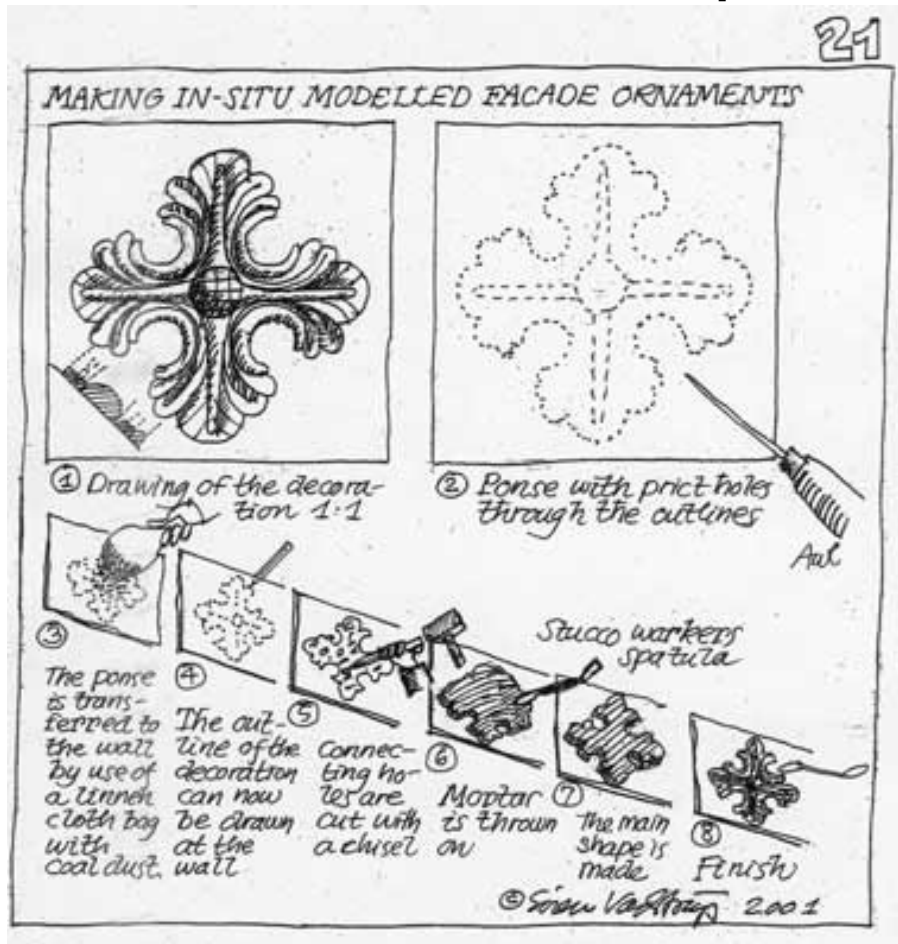 21
MAKING IN-SITU MODELLED FACADE ORNAMENTS
① Drawing of the decora-
tion 1:1
② Ponse with prict holes
through the outlines
Awl
③
The ponse
is trans-
ferred to
the wall
by use of
a linnen
cloth bag
with
coal dust.
④
The out-
line of the
decoration
can now
be drawn
at the
wall
⑤
Connec-
ting ho-
les are
cut with
a chisel
Stucco workers
spatula
⑥
Mortar
is thrown
on
⑦
The main
shape is
made
⑧
Finish
© 2001